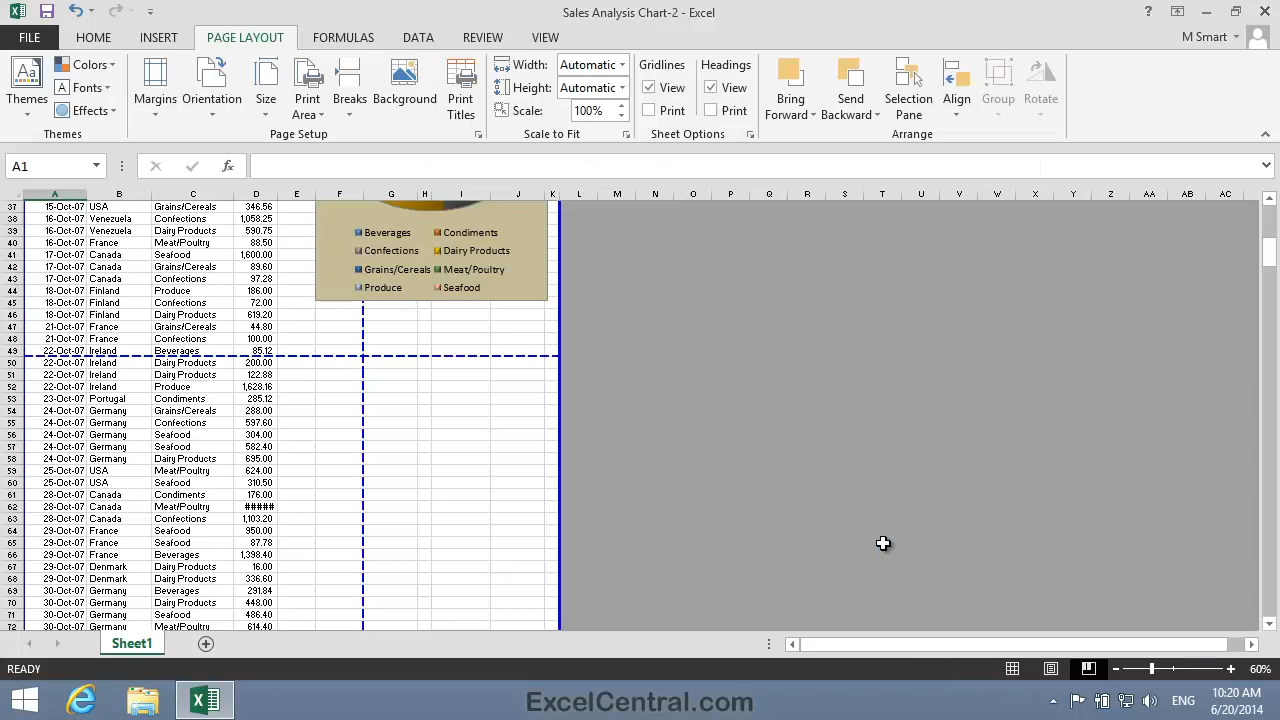 Sales Analysis Chart-2 - Excel
?
FILE HOME INSERT PAGE LAYOUT FORMULAS DATA REVIEW VIEW M Smart
Colors
Fonts
Effects
Themes
Themes
Margins Orientation Size Print Area Breaks Background Print Titles
Page Setup
Width: Automatic
Height: Automatic
Scale: 100%
Scale to Fit
Gridlines Headings
View View
Print Print
Sheet Options
Bring Forward Send Backward Selection Pane Align Group Rotate
Arrange
A1 fx
A B C D E F G H I J K L M N O P Q R S T U V W X Y Z AA AB AC
37 15-Oct-07 USA Grains/Cereals 346.56
38 16-Oct-07 Venezuela Confections 1,058.25
39 16-Oct-07 Venezuela Dairy Products 590.75
40 16-Oct-07 France Meat/Poultry 88.50
41 17-Oct-07 Canada Seafood 1,600.00
42 17-Oct-07 Canada Grains/Cereals 89.60
43 17-Oct-07 Canada Confections 97.28
44 18-Oct-07 Finland Produce 186.00
45 18-Oct-07 Finland Confections 72.00
46 18-Oct-07 Finland Dairy Products 619.20
47 21-Oct-07 France Grains/Cereals 44.80
48 21-Oct-07 France Confections 100.00
49 22-Oct-07 Ireland Beverages 85.12
50 22-Oct-07 Ireland Dairy Products 200.00
51 22-Oct-07 Ireland Dairy Products 122.88
52 22-Oct-07 Ireland Produce 1,628.16
53 23-Oct-07 Portugal Condiments 285.12
54 24-Oct-07 Germany Grains/Cereals 288.00
55 24-Oct-07 Germany Confections 597.60
56 24-Oct-07 Germany Seafood 304.00
57 24-Oct-07 Germany Seafood 582.40
58 24-Oct-07 Germany Dairy Products 695.00
59 25-Oct-07 USA Meat/Poultry 624.00
60 25-Oct-07 USA Seafood 310.50
61 28-Oct-07 Canada Condiments 176.00
62 28-Oct-07 Canada Meat/Poultry #####
63 28-Oct-07 Canada Confections 1,103.20
64 29-Oct-07 France Seafood 950.00
65 29-Oct-07 France Seafood 87.78
66 29-Oct-07 France Beverages 1,398.40
67 29-Oct-07 Denmark Dairy Products 16.00
68 29-Oct-07 Denmark Dairy Products 336.60
69 30-Oct-07 Germany Beverages 291.84
70 30-Oct-07 Germany Dairy Products 448.00
71 30-Oct-07 Germany Seafood 486.40
72 30-Oct-07 Germany Meat/Poultry 614.40
Beverages Condiments
Confections Dairy Products
Grains/Cereals Meat/Poultry
Produce Seafood
Sheet1
READY 60%
ExcelCentral.com
ENG
10:20 AM
6/20/2014